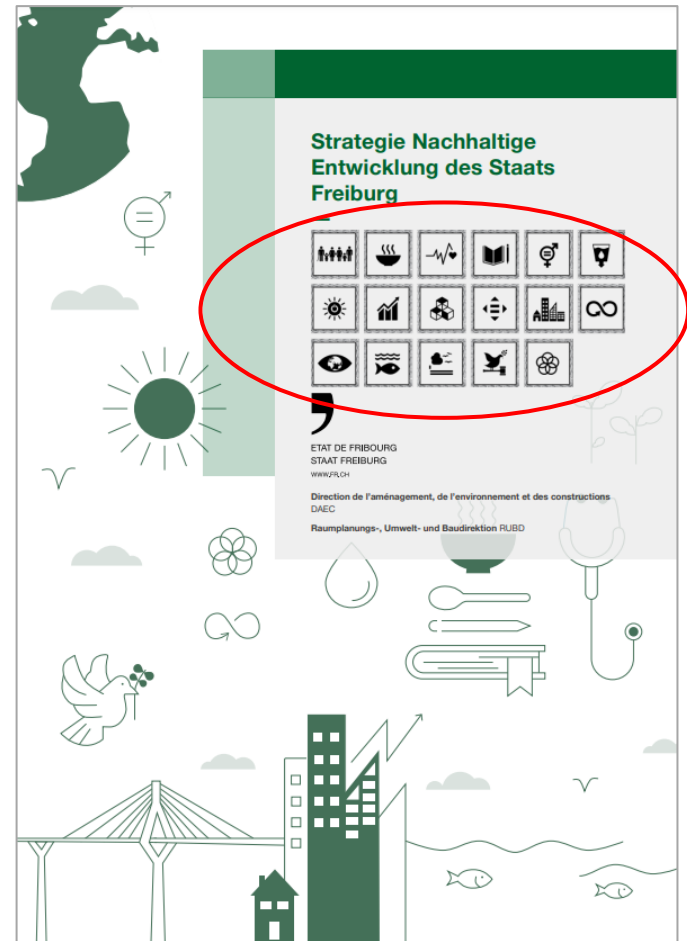 Strategie Nachhaltige
Entwicklung des Staats
Freiburg
ETAT DE FRIBOURG
STAAT FREIBURG
WWW.FR.CH
Direction de l'aménagement, de l'environnement et des constructions
DAEC
Raumplanungs-, Umwelt- und Baudirektion RUBD